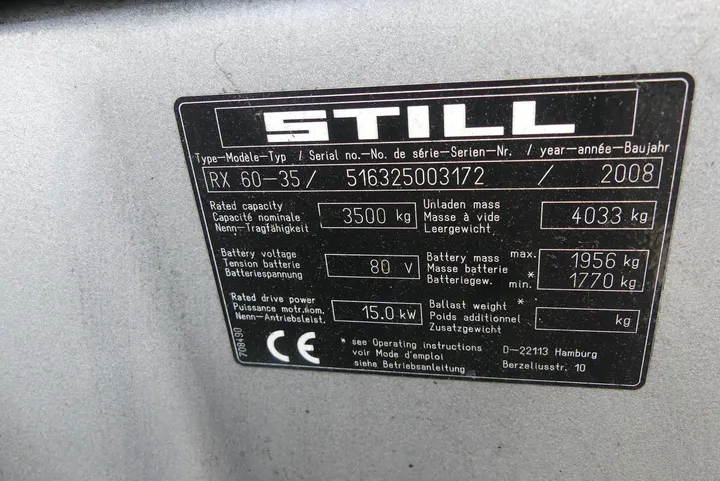 STILL
Type-Modèle-Typ / Serial no.-No. de série-Serien-Nr. / year-année-Baujahr
RX 60-35 / 516325003172 / 2008
Rated capacity
Capacité nominale
Nenn-Tragfähigkeit
3500 kg
Unladen mass
Masse à vide
Leergewicht
4033 kg
Battery voltage
Tension batterie
Batteriespannung
80 V
Battery mass max.
Masse batterie *
Batteriegew. min.
1956 kg
1770 kg
Rated drive power
Puissance motr.nom.
Nenn-Antriebsleist.
15.0 kW
Ballast weight *
Poids additionnel
Zusatzgewicht
kg
708490
CE
* see Operating instructions
voir Mode d'emploi
siehe Betriebsanleitung
D-22113 Hamburg
Berzeliusstr. 10